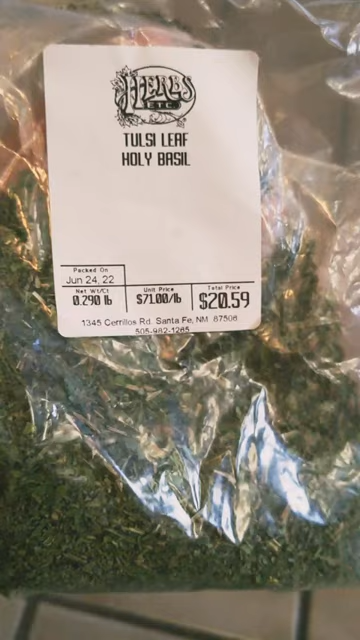 HERBS
ETC.
TULSI LEAF
HOLY BASIL
Packed On
Jun 24, 22
Net Wt/Ct
0.290 lb
Unit Price
$71.00/lb
Total Price
$20.59
1345 Cerrillos Rd. Santa Fe, NM 87506
505-982-1265